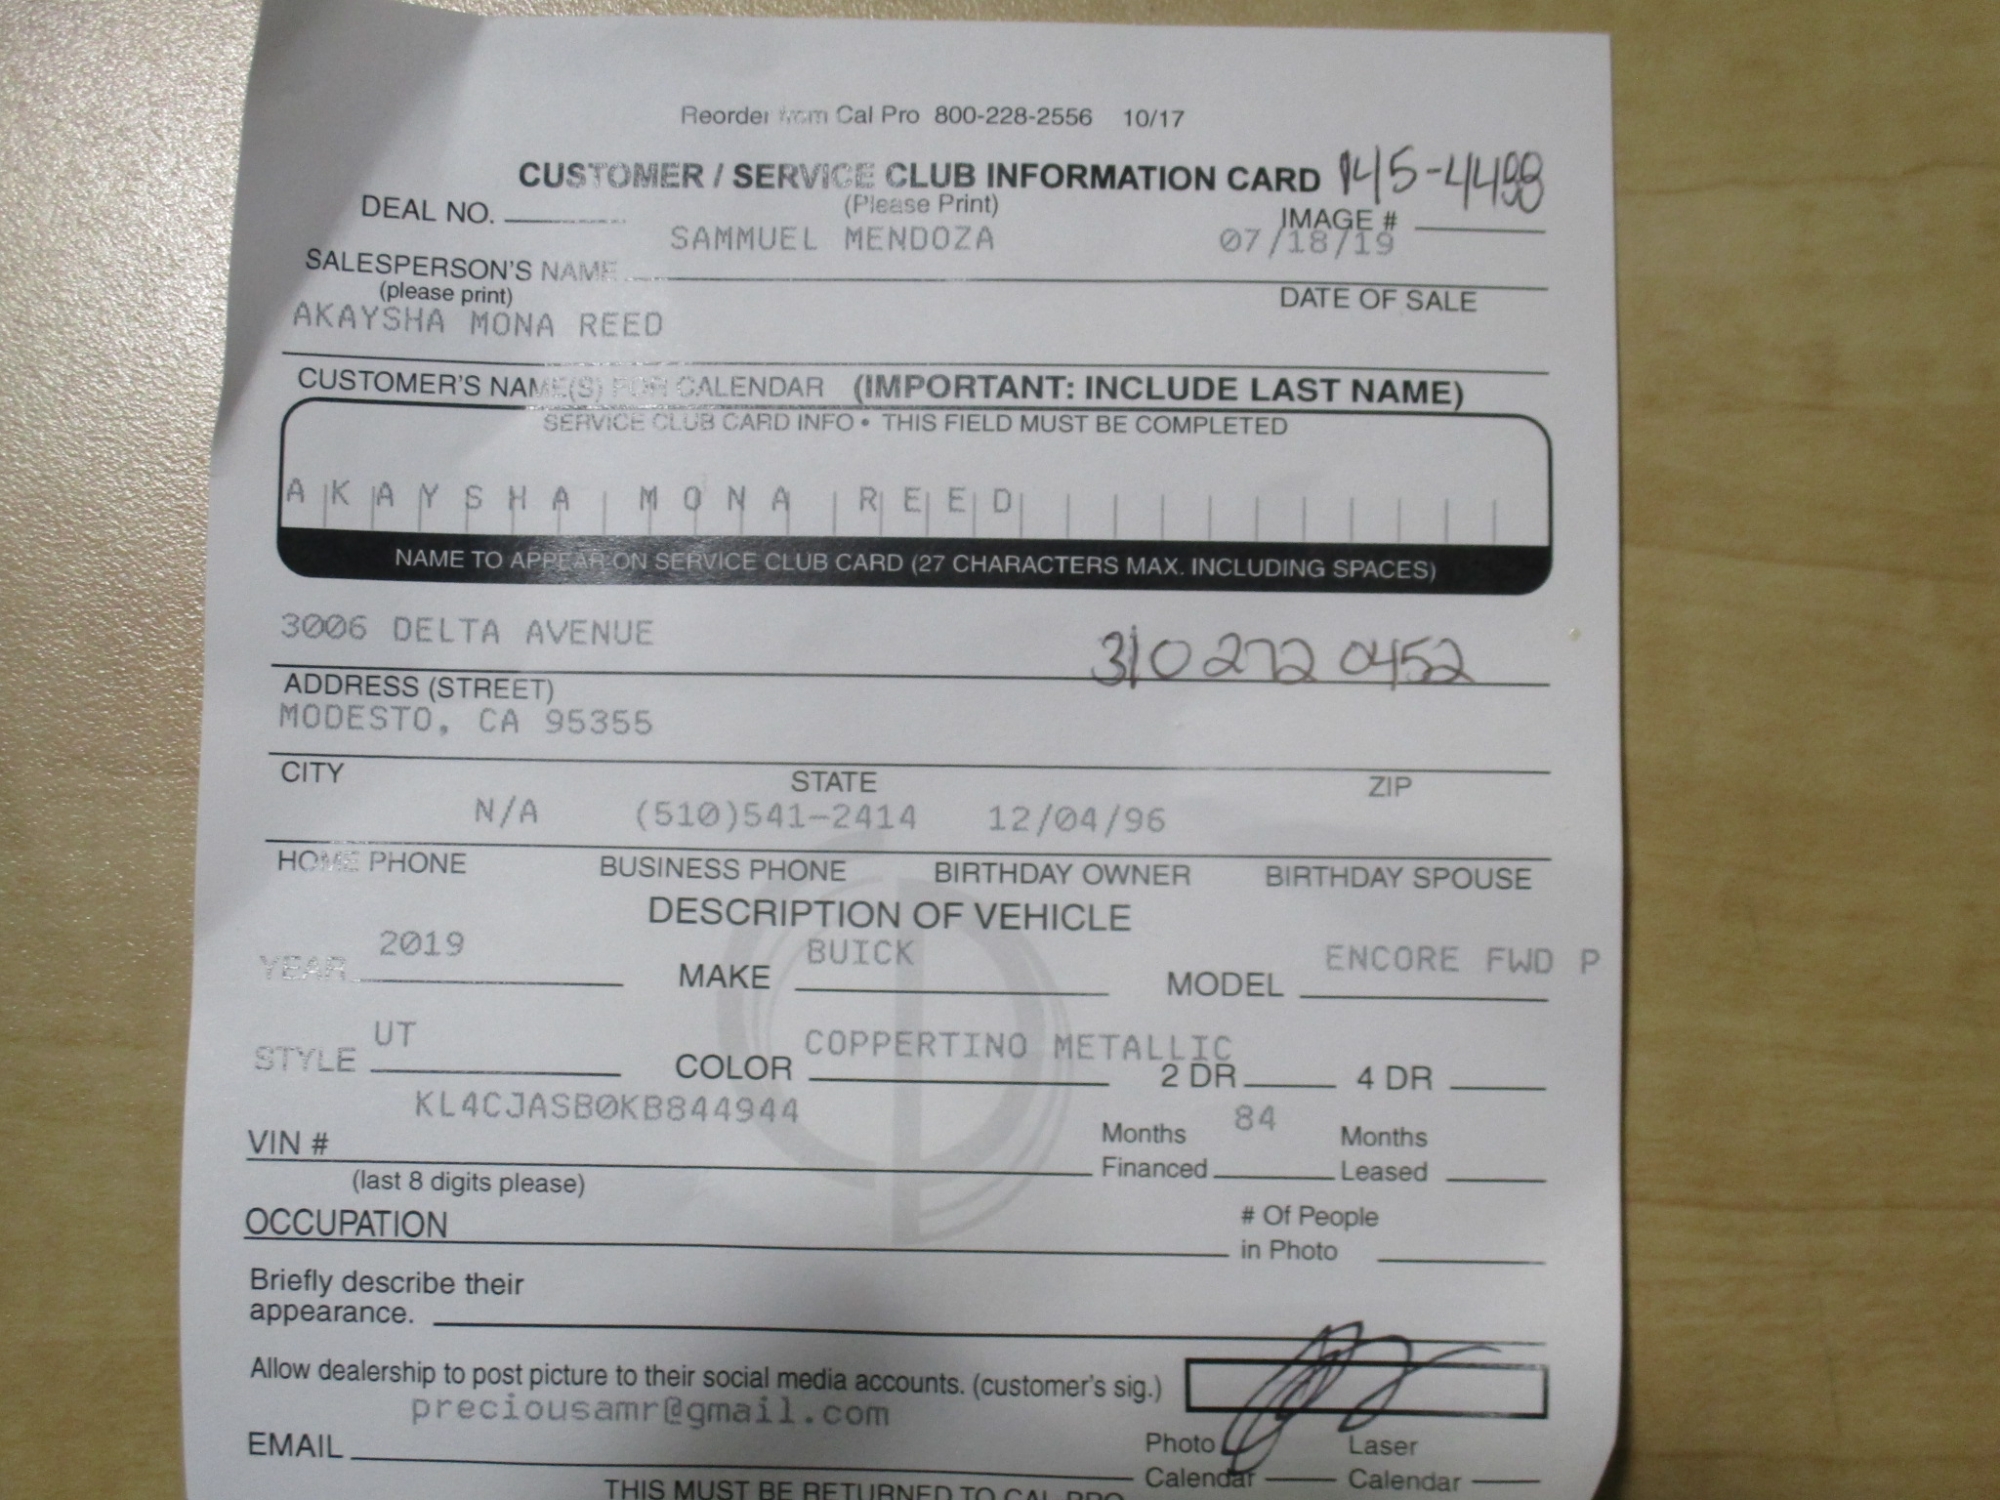 Reorder from Cal Pro 800-228-2556 10/17
CUSTOMER / SERVICE CLUB INFORMATION CARD 145-4488
DEAL NO. (Please Print) IMAGE #
SAMMUEL MENDOZA 07/18/19
SALESPERSON'S NAME
(please print) DATE OF SALE
AKAYSHA MONA REED
CUSTOMER'S NAME(S) FOR CALENDAR (IMPORTANT: INCLUDE LAST NAME)
SERVICE CLUB CARD INFO • THIS FIELD MUST BE COMPLETED
AKAYSHA MONA REED
NAME TO APPEAR ON SERVICE CLUB CARD (27 CHARACTERS MAX. INCLUDING SPACES)
3006 DELTA AVENUE 310 272 0452
ADDRESS (STREET)
MODESTO, CA 95355
CITY STATE ZIP
N/A (510)541-2414 12/04/96
HOME PHONE BUSINESS PHONE BIRTHDAY OWNER BIRTHDAY SPOUSE
DESCRIPTION OF VEHICLE
YEAR 2019 MAKE BUICK MODEL ENCORE FWD P
STYLE UT COLOR COPPERTINO METALLIC 2 DR 4 DR
KL4CJASB0KB844944 84
VIN # Months Financed Months Leased
(last 8 digits please)
OCCUPATION # Of People in Photo
Briefly describe their
appearance.
Allow dealership to post picture to their social media accounts. (customer's sig.)
preciousamr@gmail.com
EMAIL Photo Calendar Laser Calendar
THIS MUST BE RETURNED TO CAL PRO